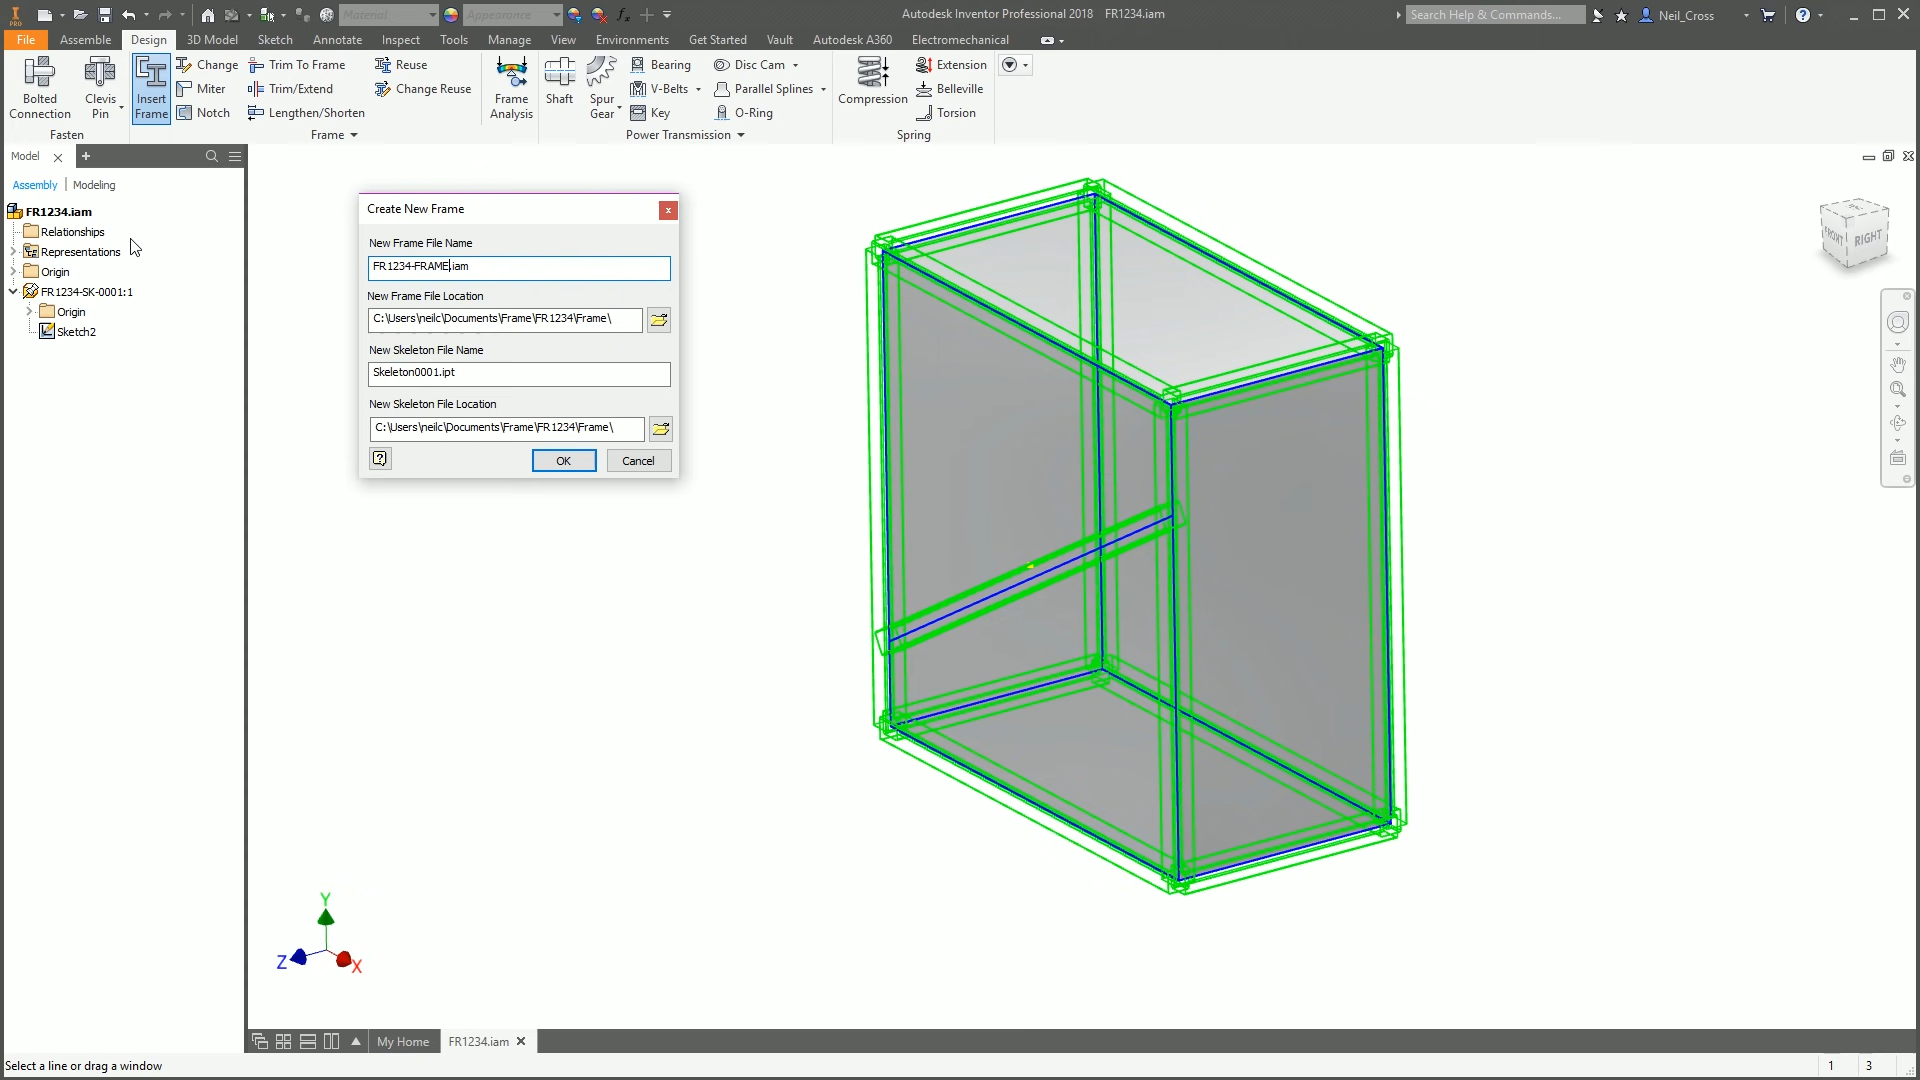 PRO
Material
Appearance
fx
Autodesk Inventor Professional 2018 FR1234.iam
Search Help & Commands...
Neil_Cross
File Assemble Design 3D Model Sketch Annotate Inspect Tools Manage View Environments Get Started Vault Autodesk A360 Electromechanical
Bolted Connection
Clevis Pin
Fasten
Insert Frame
Change
Miter
Notch
Trim To Frame
Trim/Extend
Lengthen/Shorten
Reuse
Change Reuse
Frame
Frame Analysis
Shaft
Spur Gear
Bearing
V-Belts
Key
Disc Cam
Parallel Splines
O-Ring
Power Transmission
Compression
Extension
Belleville
Torsion
Spring
Model
Assembly Modeling
FR1234.iam
Relationships
Representations
Origin
FR1234-SK-0001:1
Origin
Sketch2
Create New Frame
New Frame File Name
FR1234-FRAME.iam
New Frame File Location
C:\Users\neilc\Documents\Frame\FR1234\Frame\
New Skeleton File Name
Skeleton0001.ipt
New Skeleton File Location
C:\Users\neilc\Documents\Frame\FR1234\Frame\
OK Cancel
FRONT RIGHT
Y
Z
X
My Home FR1234.iam
Select a line or drag a window
1 3